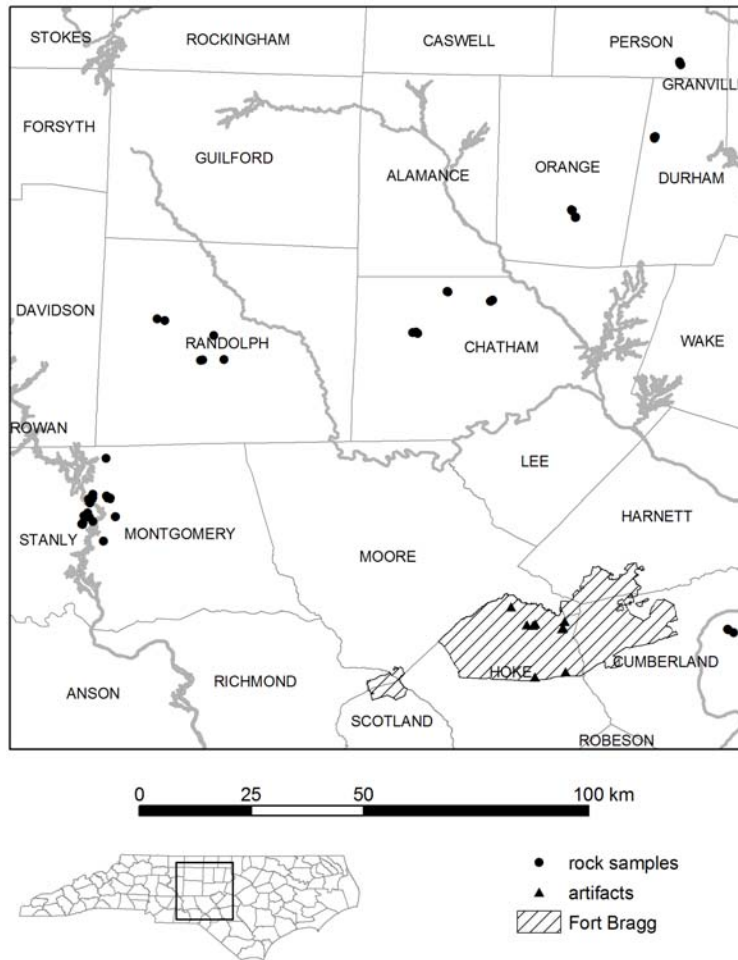 STOKES
ROCKINGHAM
CASWELL
PERSON
GRANVILL
FORSYTH
GUILFORD
ALAMANCE
ORANGE
DURHAM
DAVIDSON
RANDOLPH
CHATHAM
WAKE
ROWAN
LEE
HARNETT
STANLY
MONTGOMERY
MOORE
HOKE
CUMBERLAND
ANSON
RICHMOND
SCOTLAND
ROBESON
0 25 50 100 km
rock samples
artifacts
Fort Bragg